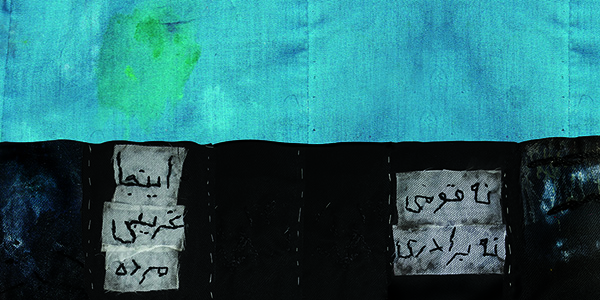 اینجا
غریبی
مرده
نه قومی
نه برادری